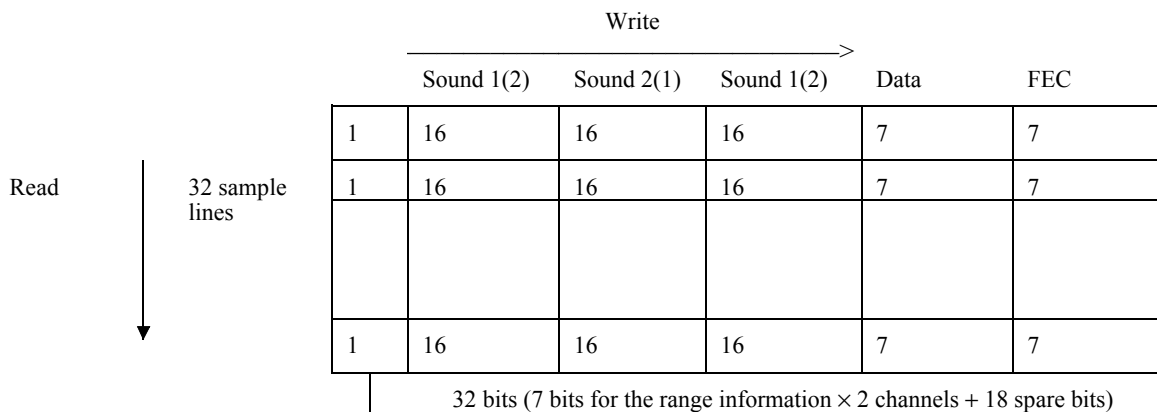 Write
Sound 1(2) Sound 2(1) Sound 1(2) Data FEC
1 16 16 16 7 7
Read 32 sample lines
1 16 16 16 7 7
1 16 16 16 7 7
32 bits (7 bits for the range information × 2 channels + 18 spare bits)